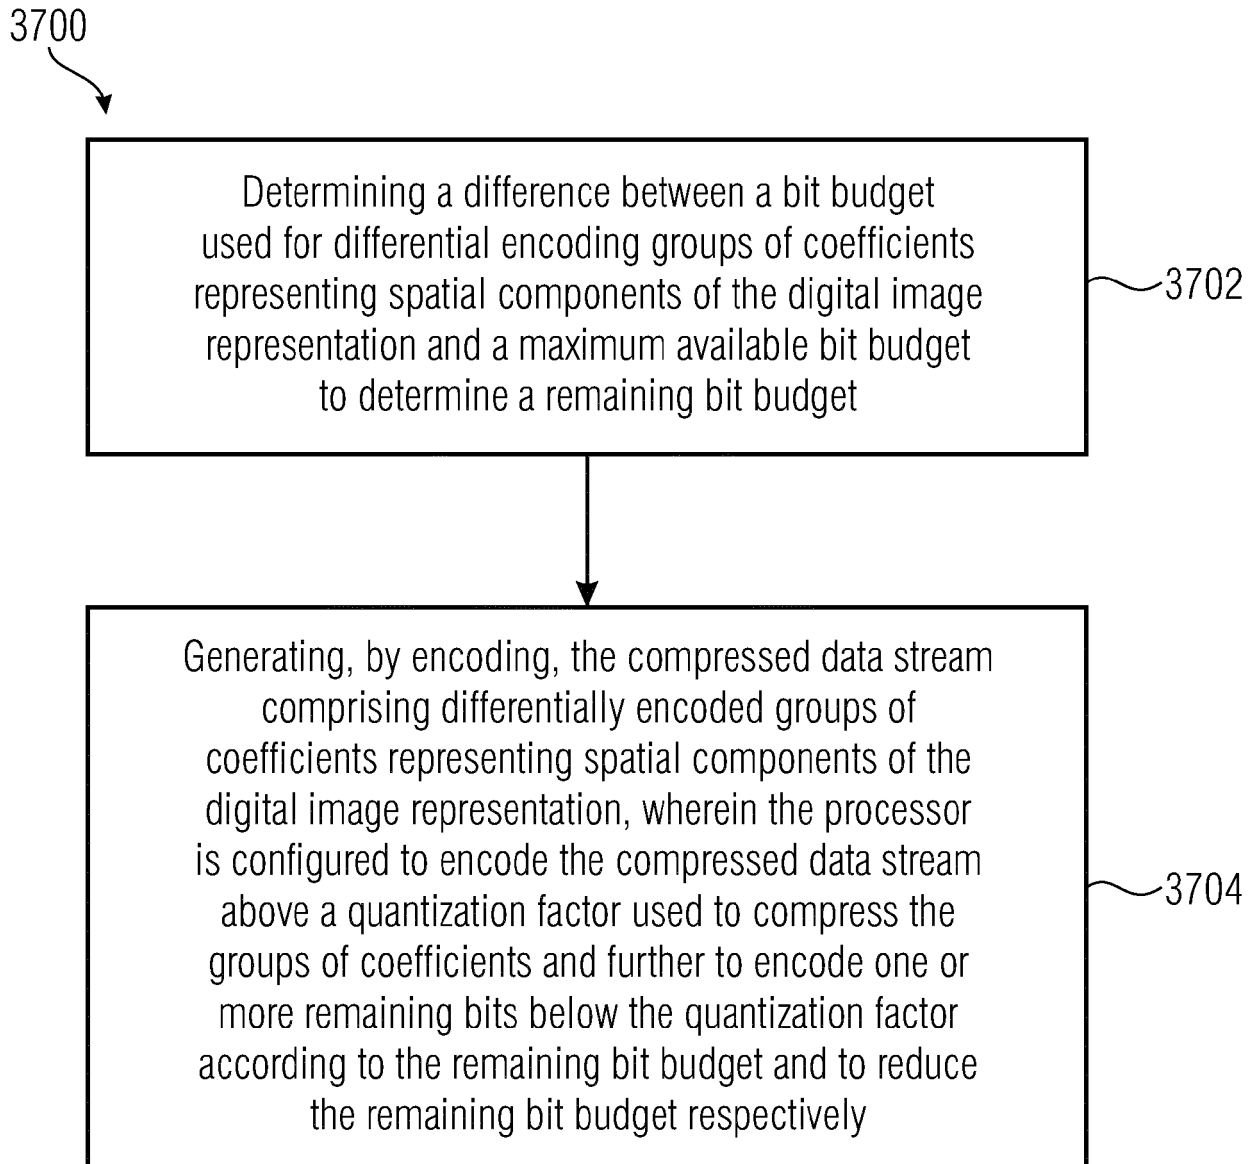 3700
Determining a difference between a bit budget
used for differential encoding groups of coefficients
representing spatial components of the digital image
representation and a maximum available bit budget
to determine a remaining bit budget
3702
Generating, by encoding, the compressed data stream
comprising differentially encoded groups of
coefficients representing spatial components of the
digital image representation, wherein the processor
is configured to encode the compressed data stream
above a quantization factor used to compress the
groups of coefficients and further to encode one or
more remaining bits below the quantization factor
according to the remaining bit budget and to reduce
the remaining bit budget respectively
3704